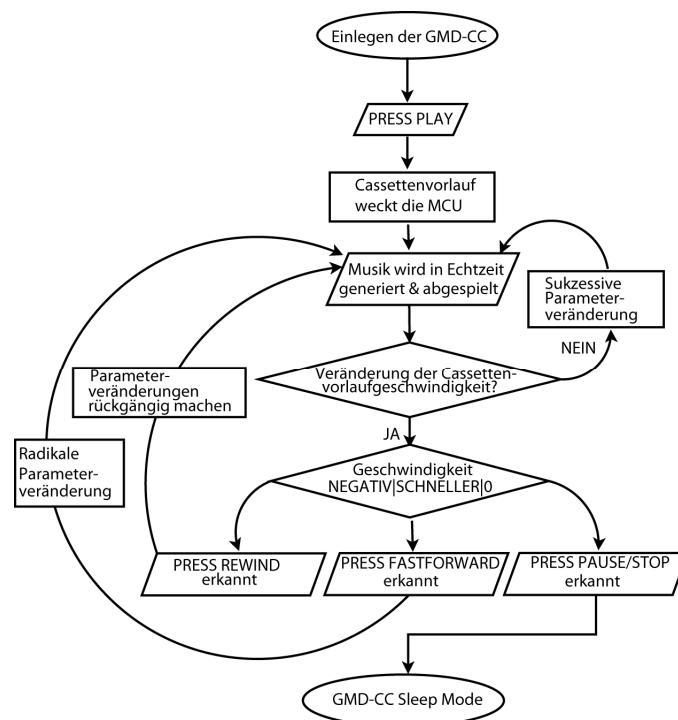 Einlegen der GMD-CC
PRESS PLAY
Cassettenvorlauf
weckt die MCU
Musik wird in Echtzeit
generiert & abgespielt
Sukzessive
Parameter-
veränderung
NEIN
Veränderung der Cassetten-
vorlaufgeschwindigkeit?
Parameter-
veränderungen
rückgängig machen
JA
Radikale
Parameter-
veränderung
Geschwindigkeit
NEGATIV|SCHNELLER|0
PRESS REWIND
erkannt
PRESS FASTFORWARD
erkannt
PRESS PAUSE/STOP
erkannt
GMD-CC Sleep Mode